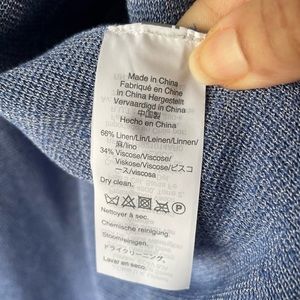 Made in China
Fabriqué en Chine
In China Hergestellt
Vervaardigd in China
中国製
Hecho en China
66% Linen/Lin/Leinen/Linnen/
麻/lino
34% Viscose/Viscose/
Viskose/Viscose/ビスコ
ース/viscosa
Dry clean.
Nettoyer à sec.
Chemische reinigung.
Stoomreinigen.
ドライクリーニング。
Lavar en seco.